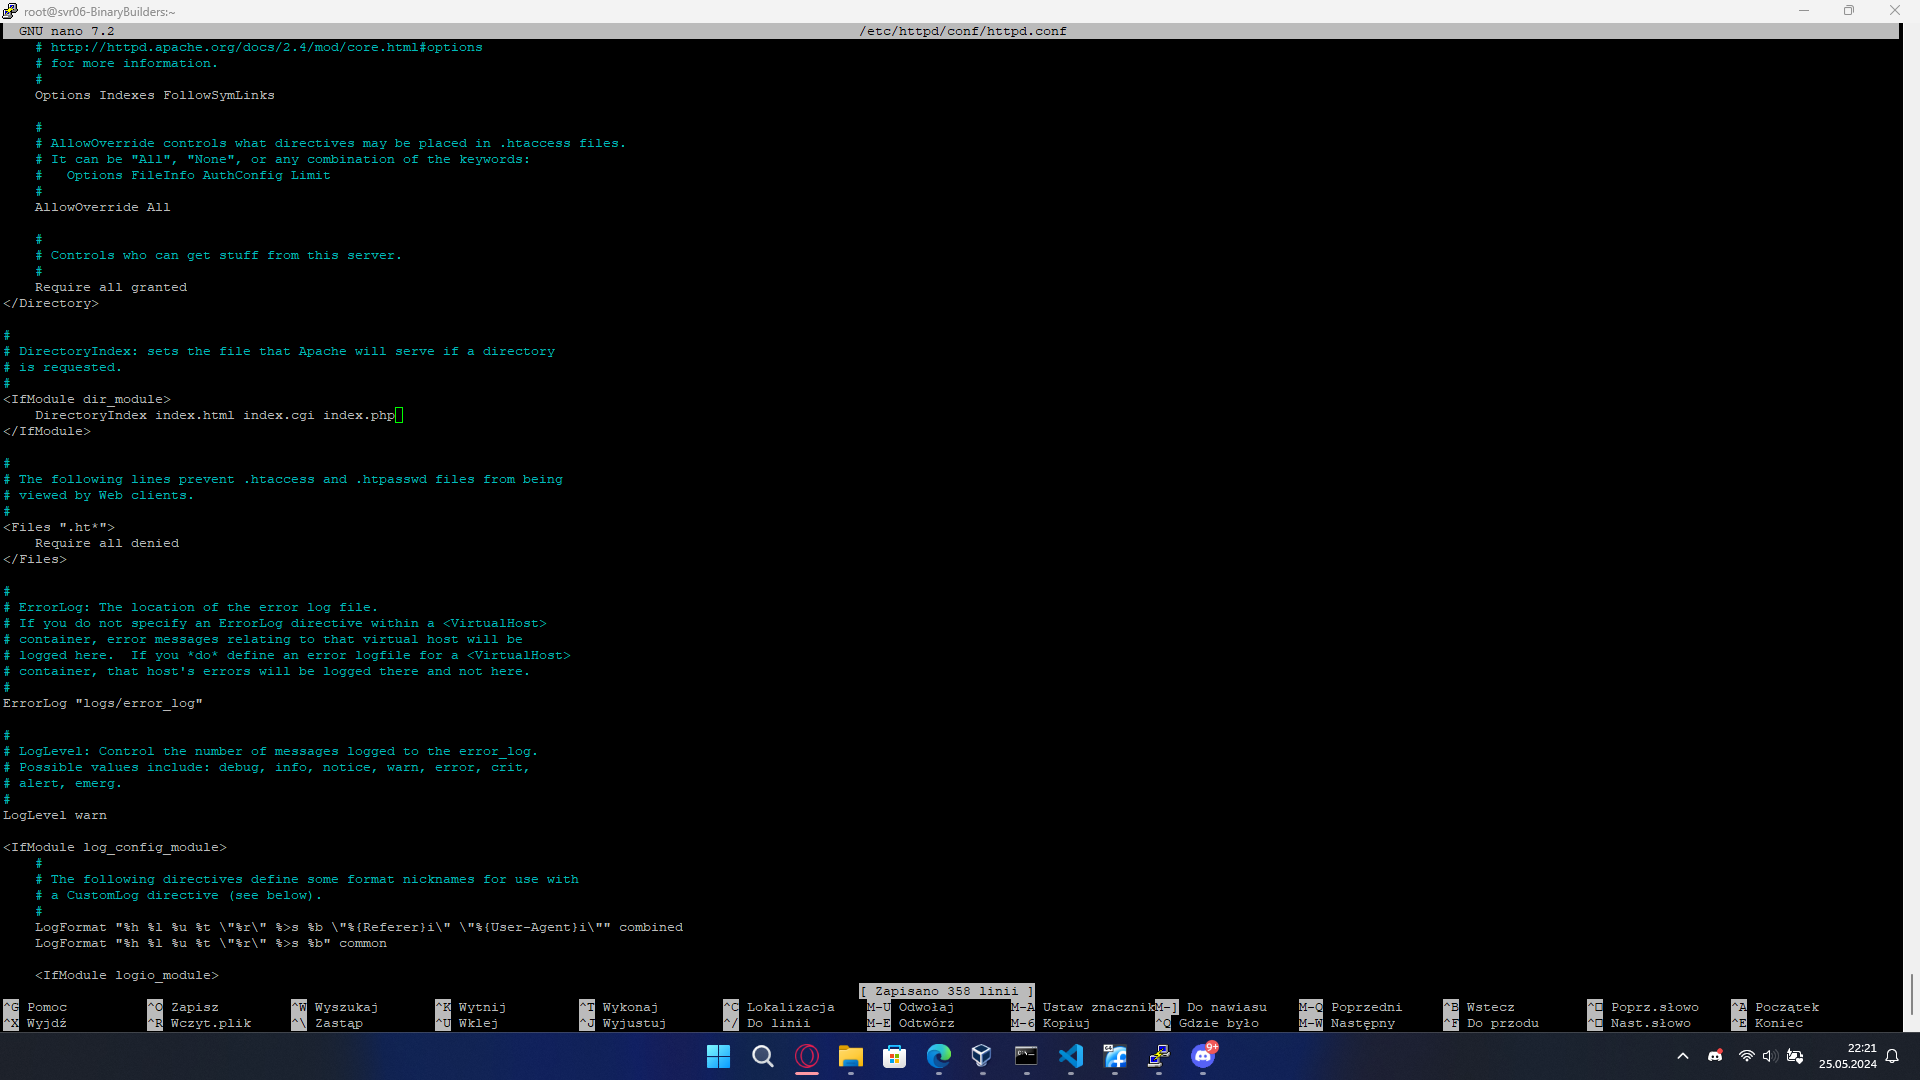 root@svr06-BinaryBuilders:~
GNU nano 7.2 /etc/httpd/conf/httpd.conf
# http://httpd.apache.org/docs/2.4/mod/core.html#options
# for more information.
#
Options Indexes FollowSymLinks
#
# AllowOverride controls what directives may be placed in .htaccess files.
# It can be "All", "None", or any combination of the keywords:
#   Options FileInfo AuthConfig Limit
#
AllowOverride All
#
# Controls who can get stuff from this server.
#
Require all granted
</Directory>
#
# DirectoryIndex: sets the file that Apache will serve if a directory
# is requested.
#
<IfModule dir_module>
DirectoryIndex index.html index.cgi index.php
</IfModule>
#
# The following lines prevent .htaccess and .htpasswd files from being
# viewed by Web clients.
#
<Files ".ht*">
Require all denied
</Files>
#
# ErrorLog: The location of the error log file.
# If you do not specify an ErrorLog directive within a <VirtualHost>
# container, error messages relating to that virtual host will be
# logged here.  If you *do* define an error logfile for a <VirtualHost>
# container, that host's errors will be logged there and not here.
#
ErrorLog "logs/error_log"
#
# LogLevel: Control the number of messages logged to the error_log.
# Possible values include: debug, info, notice, warn, error, crit,
# alert, emerg.
#
LogLevel warn
<IfModule log_config_module>
#
# The following directives define some format nicknames for use with
# a CustomLog directive (see below).
#
LogFormat "%h %l %u %t \"%r\" %>s %b \"%{Referer}i\" \"%{User-Agent}i\"" combined
LogFormat "%h %l %u %t \"%r\" %>s %b" common
<IfModule logio_module>
[ Zapisano 358 linii ]
^G Pomoc ^O Zapisz ^W Wyszukaj ^K Wytnij ^T Wykonaj ^C Lokalizacja M-U Odwołaj M-A Ustaw znacznik M-] Do nawiasu M-Q Poprzedni ^B Wstecz ^□ Poprz.słowo ^A Początek
^X Wyjdź ^R Wczyt.plik ^\ Zastąp ^U Wklej ^J Wyjustuj ^/ Do linii M-E Odtwórz M-6 Kopiuj ^Q Gdzie było M-W Następny ^F Do przodu ^□ Nast.słowo ^E Koniec
9+
22:21
25.05.2024